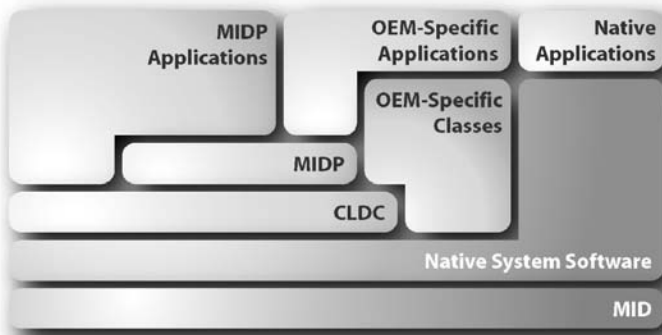 MIDP
Applications
OEM-Specific
Applications
Native
Applications
OEM-Specific
Classes
MIDP
CLDC
Native System Software
MID